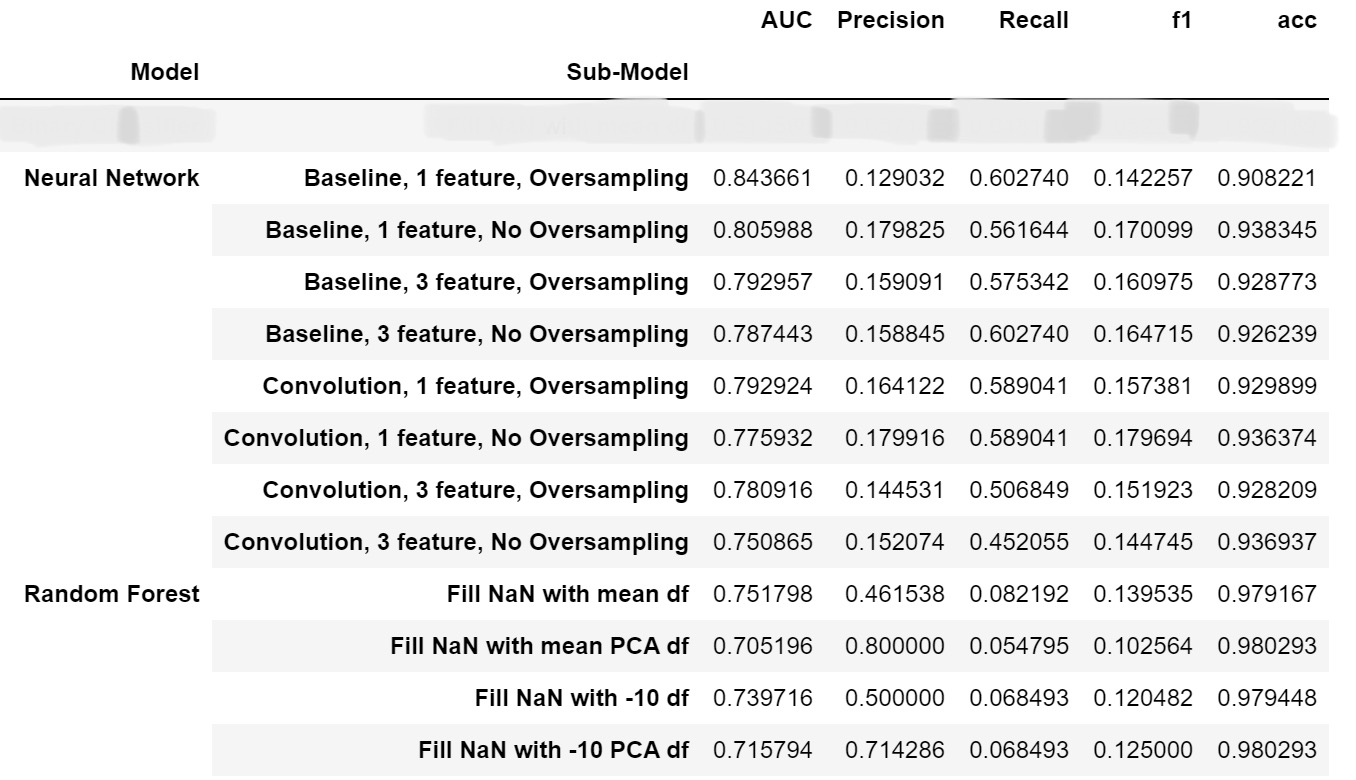 AUC Precision Recall f1 acc
Model Sub-Model
Neural Network Baseline, 1 feature, Oversampling 0.843661 0.129032 0.602740 0.142257 0.908221
Baseline, 1 feature, No Oversampling 0.805988 0.179825 0.561644 0.170099 0.938345
Baseline, 3 feature, Oversampling 0.792957 0.159091 0.575342 0.160975 0.928773
Baseline, 3 feature, No Oversampling 0.787443 0.158845 0.602740 0.164715 0.926239
Convolution, 1 feature, Oversampling 0.792924 0.164122 0.589041 0.157381 0.929899
Convolution, 1 feature, No Oversampling 0.775932 0.179916 0.589041 0.179694 0.936374
Convolution, 3 feature, Oversampling 0.780916 0.144531 0.506849 0.151923 0.928209
Convolution, 3 feature, No Oversampling 0.750865 0.152074 0.452055 0.144745 0.936937
Random Forest Fill NaN with mean df 0.751798 0.461538 0.082192 0.139535 0.979167
Fill NaN with mean PCA df 0.705196 0.800000 0.054795 0.102564 0.980293
Fill NaN with -10 df 0.739716 0.500000 0.068493 0.120482 0.979448
Fill NaN with -10 PCA df 0.715794 0.714286 0.068493 0.125000 0.980293